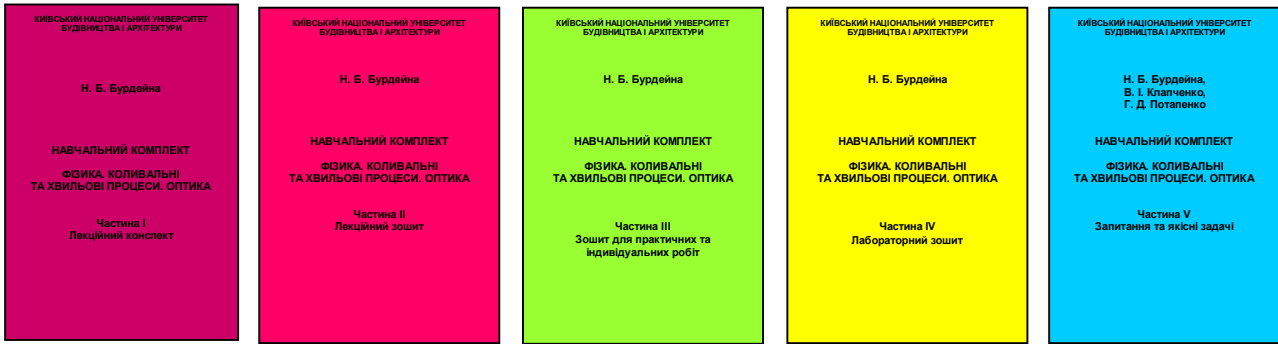 КИЇВСЬКИЙ НАЦІОНАЛЬНИЙ УНІВЕРСИТЕТ
БУДІВНИЦТВА І АРХІТЕКТУРИ
Н. Б. Бурдейна
НАВЧАЛЬНИЙ КОМПЛЕКТ
ФІЗИКА. КОЛИВАЛЬНІ
ТА ХВИЛЬОВІ ПРОЦЕСИ. ОПТИКА
Частина I
Лекційний конспект
КИЇВСЬКИЙ НАЦІОНАЛЬНИЙ УНІВЕРСИТЕТ
БУДІВНИЦТВА І АРХІТЕКТУРИ
Н. Б. Бурдейна
НАВЧАЛЬНИЙ КОМПЛЕКТ
ФІЗИКА. КОЛИВАЛЬНІ
ТА ХВИЛЬОВІ ПРОЦЕСИ. ОПТИКА
Частина II
Лекційний зошит
КИЇВСЬКИЙ НАЦІОНАЛЬНИЙ УНІВЕРСИТЕТ
БУДІВНИЦТВА І АРХІТЕКТУРИ
Н. Б. Бурдейна
НАВЧАЛЬНИЙ КОМПЛЕКТ
ФІЗИКА. КОЛИВАЛЬНІ
ТА ХВИЛЬОВІ ПРОЦЕСИ. ОПТИКА
Частина III
Зошит для практичних та
індивідуальних робіт
КИЇВСЬКИЙ НАЦІОНАЛЬНИЙ УНІВЕРСИТЕТ
БУДІВНИЦТВА І АРХІТЕКТУРИ
Н. Б. Бурдейна
НАВЧАЛЬНИЙ КОМПЛЕКТ
ФІЗИКА. КОЛИВАЛЬНІ
ТА ХВИЛЬОВІ ПРОЦЕСИ. ОПТИКА
Частина IV
Лабораторний зошит
КИЇВСЬКИЙ НАЦІОНАЛЬНИЙ УНІВЕРСИТЕТ
БУДІВНИЦТВА І АРХІТЕКТУРИ
Н. Б. Бурдейна,
В. І. Клапченко,
Г. Д. Потапенко
НАВЧАЛЬНИЙ КОМПЛЕКТ
ФІЗИКА. КОЛИВАЛЬНІ
ТА ХВИЛЬОВІ ПРОЦЕСИ. ОПТИКА
Частина V
Запитання та якісні задачі